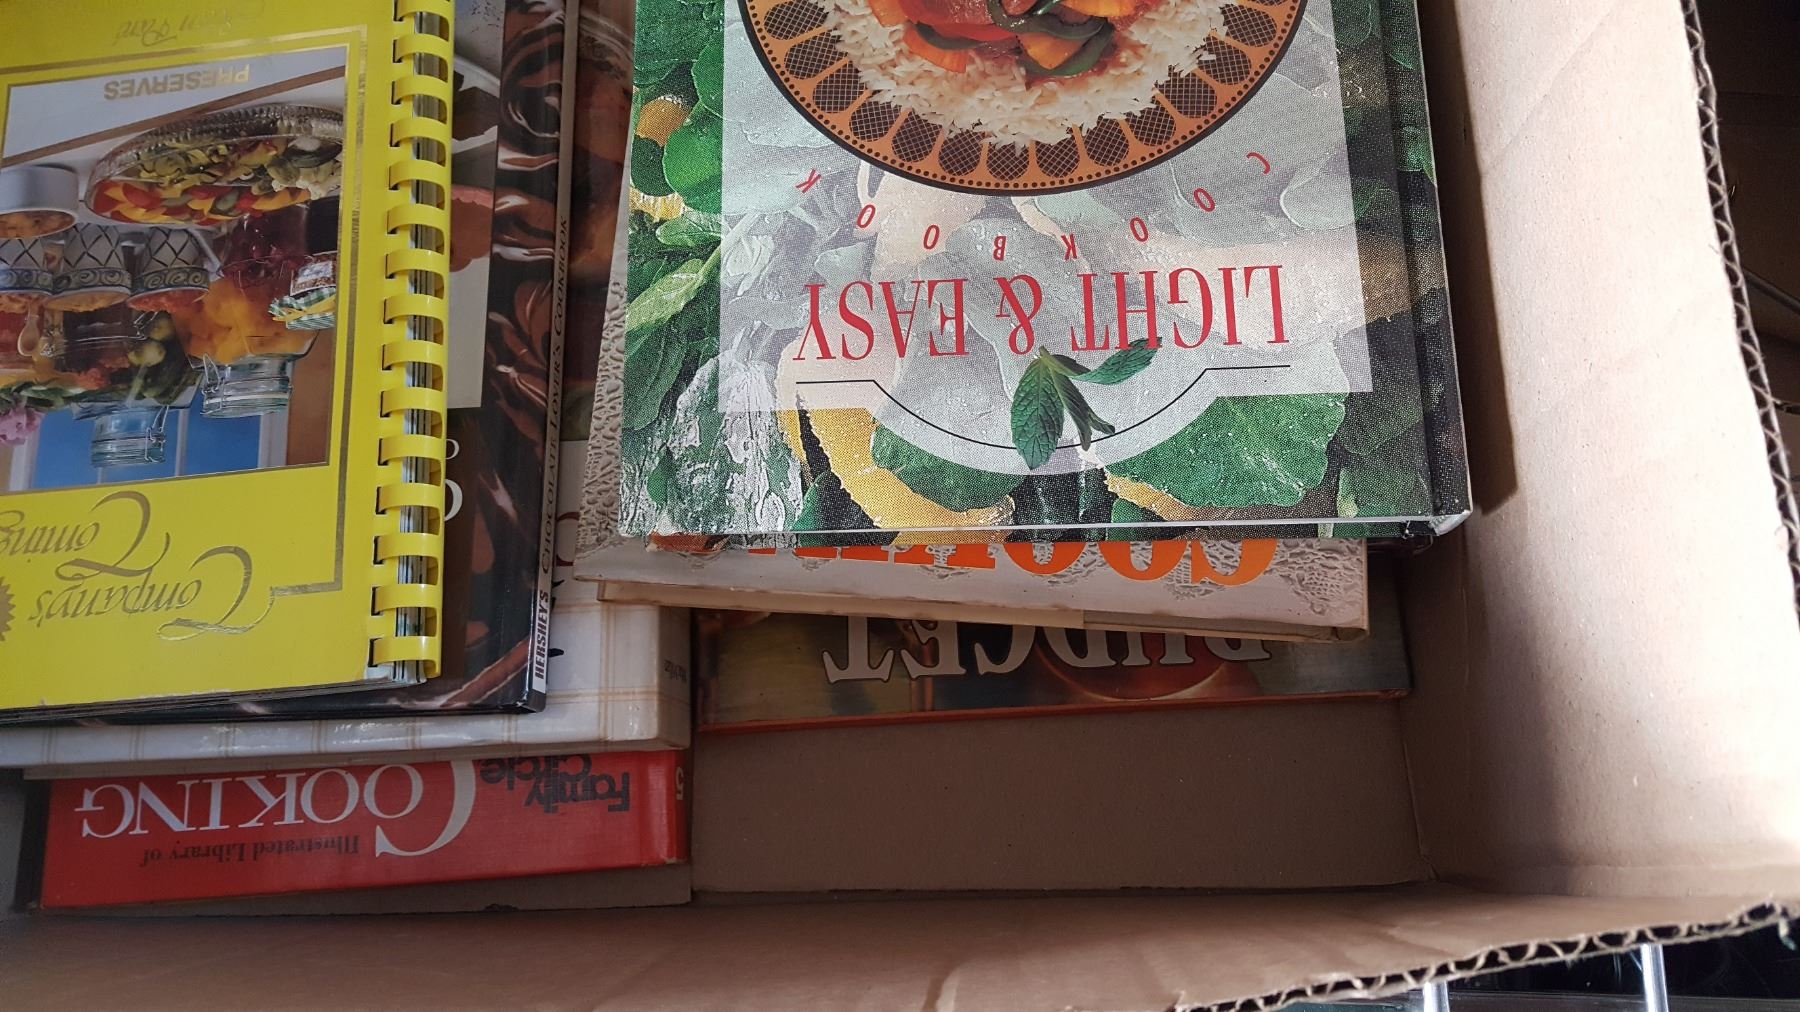 Company's
Coming
PRESERVES
HERSHEY'S CHOCOLATE LOVER'S COOKBOOK
LIGHT & EASY
COOKBOOK
BUDGET
Illustrated Library of
COOKING
Family
Circle
5